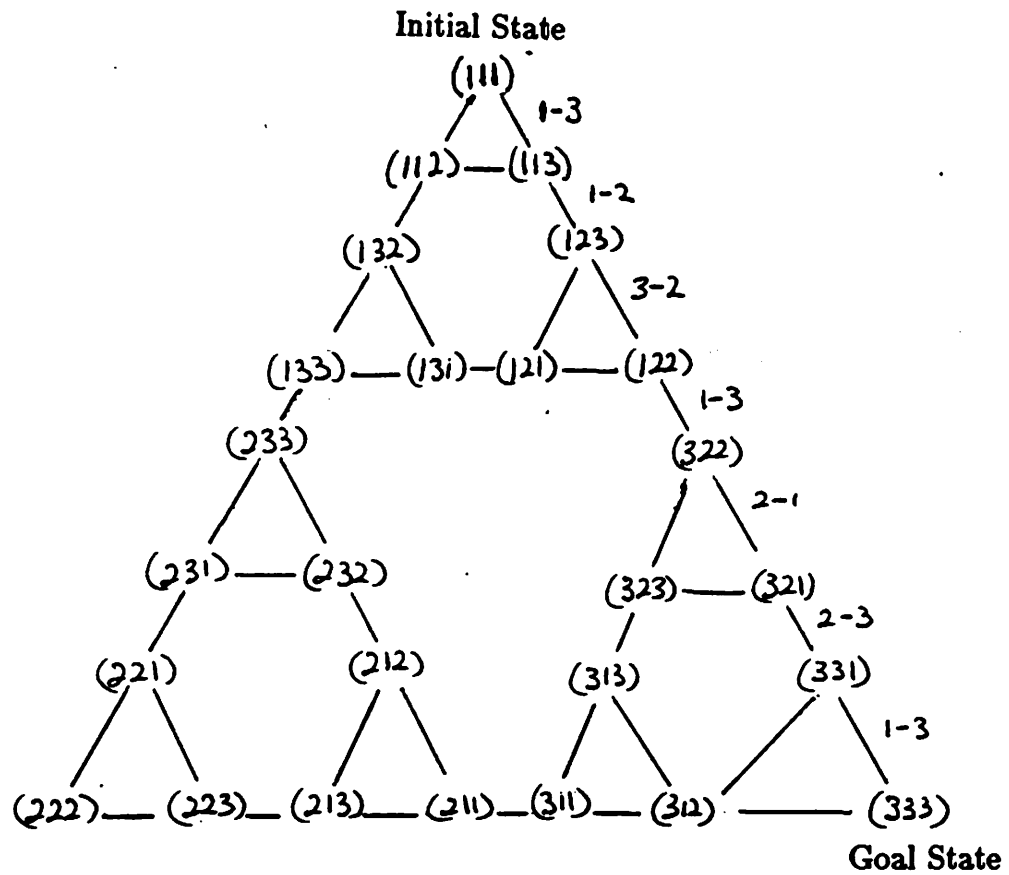 Initial State
(111)
1-3
(112) (113)
1-2
(132) (123)
3-2
(133) (131) (121) (122)
1-3
(233) (322)
2-1
(231) (232) (323) (321)
2-3
(221) (212) (313) (331)
1-3
(222) (223) (213) (211) (311) (312) (333)
Goal State